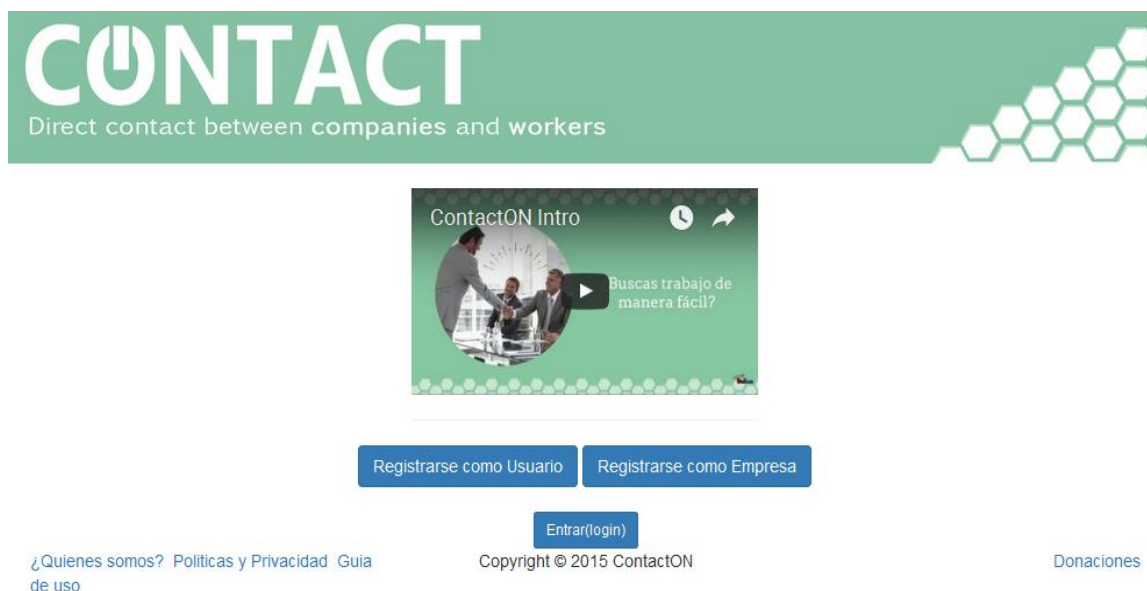 CONTACT
Direct contact between companies and workers
ContactON Intro
Buscas trabajo de
manera fácil?
Registrarse como Usuario
Registrarse como Empresa
Entrar(login)
¿Quienes somos? Politicas y Privacidad Guia
de uso
Copyright © 2015 ContactON
Donaciones